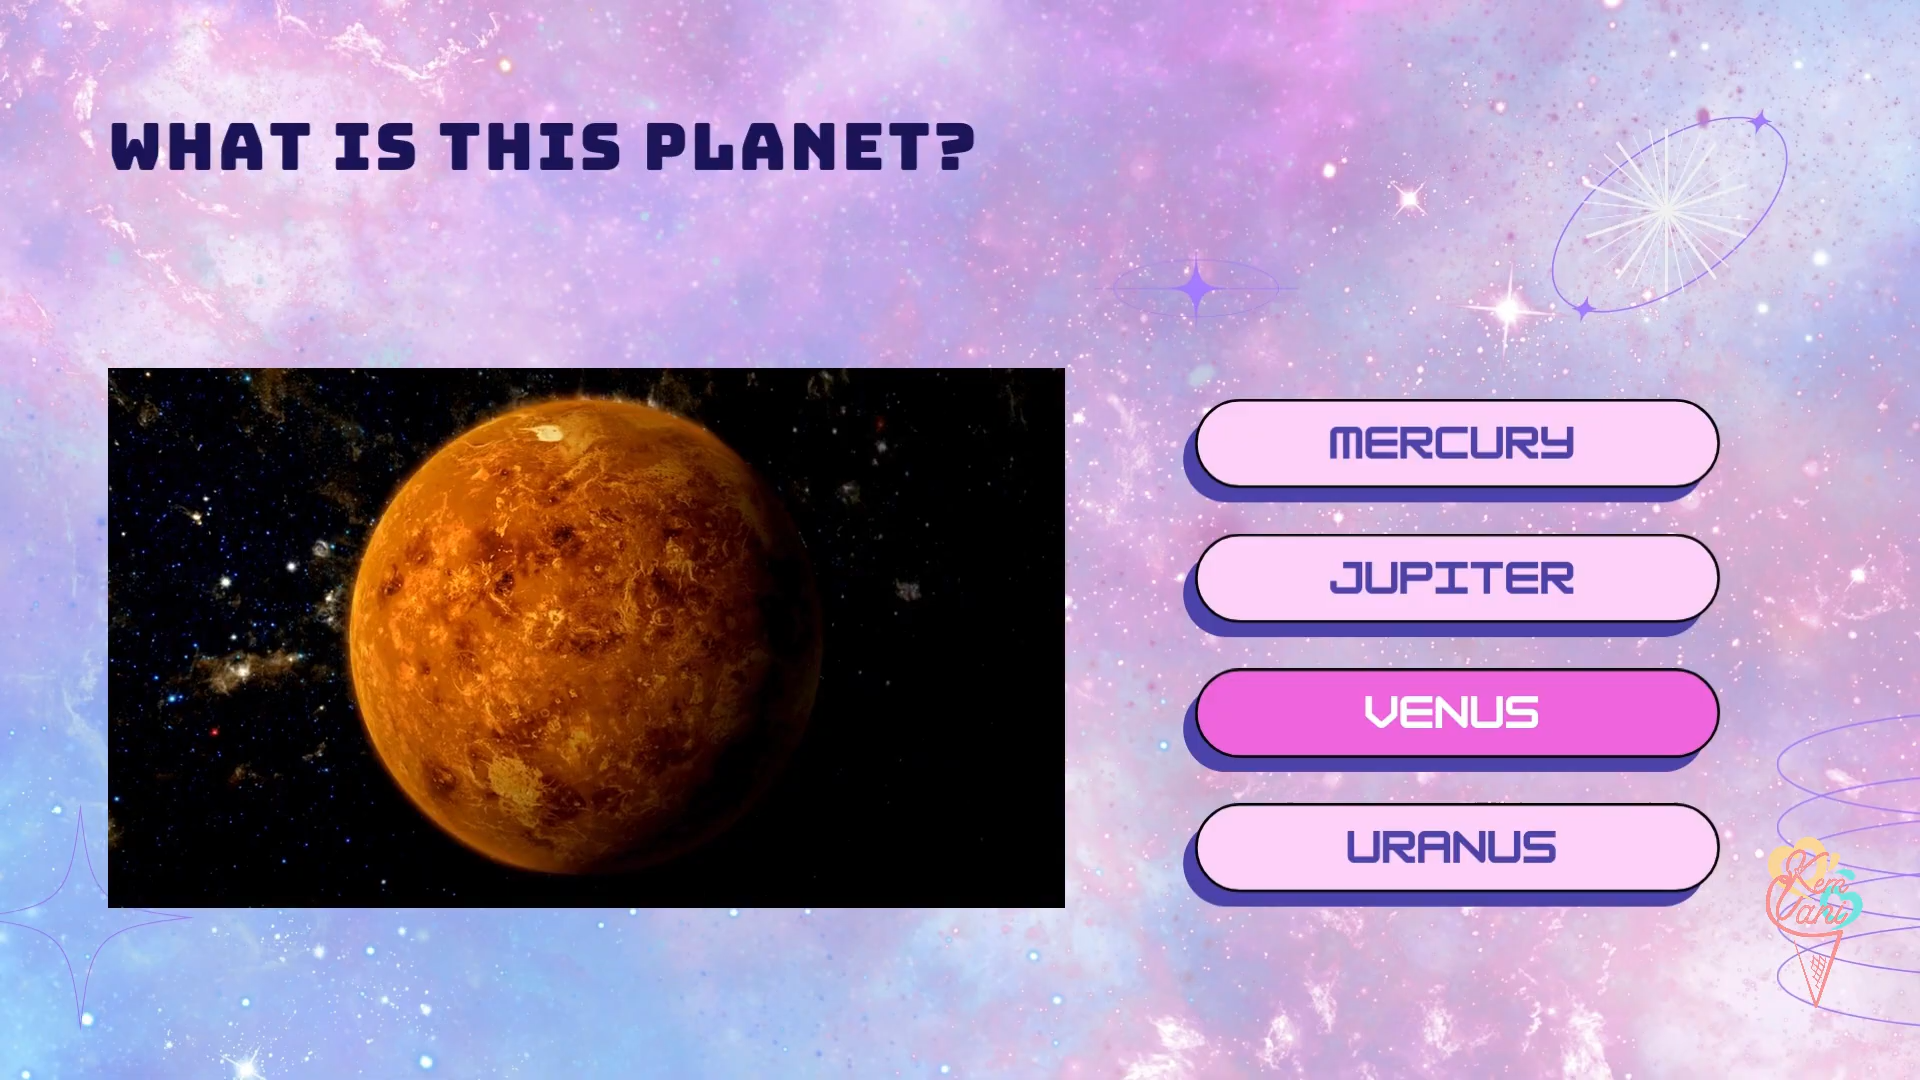 WHAT IS THIS PLANET?
MERCURY
JUPITER
VENUS
URANUS